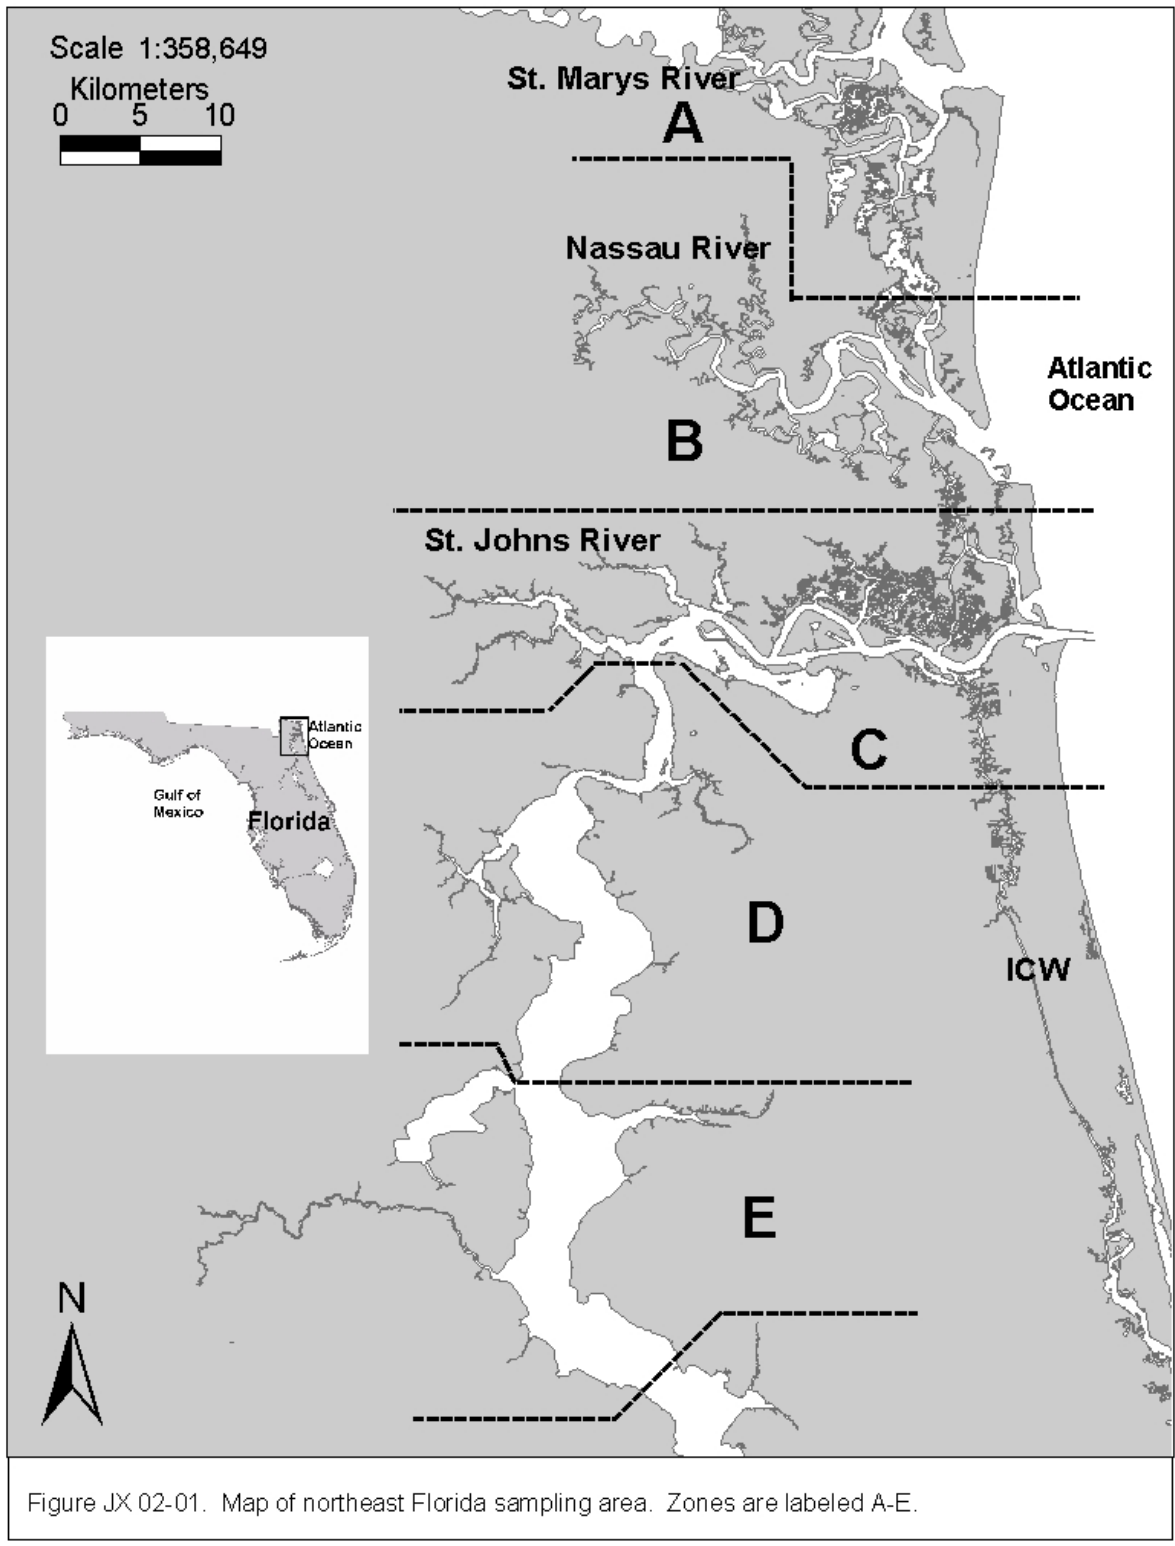 Scale 1:358,649
Kilometers
0 5 10
St. Marys River
A
Nassau River
Atlantic
Ocean
B
St. Johns River
C
Atlantic
Ocean
Gulf of
Mexico
Florida
D
ICW
E
N
Figure JX 02-01. Map of northeast Florida sampling area. Zones are labeled A-E.